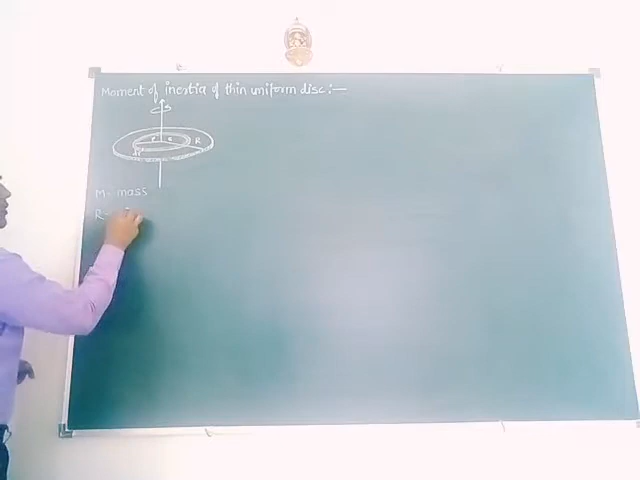 Moment of inertia of thin uniform disc :—
R
M- mass
R-